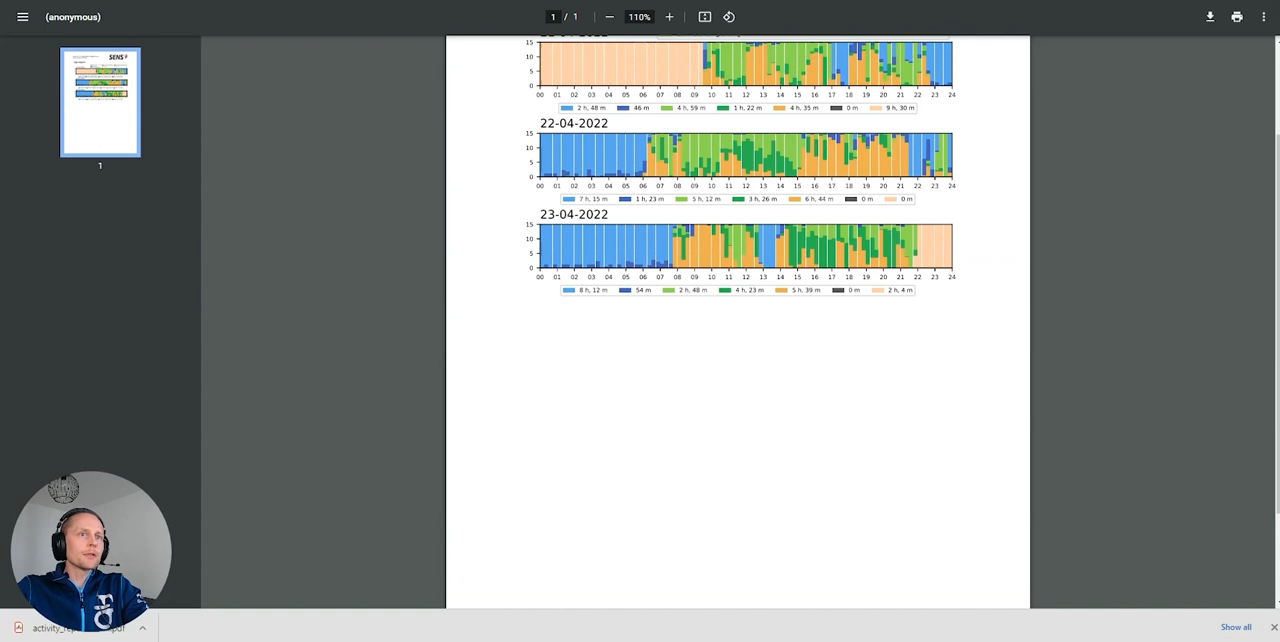 (anonymous)
1 / 1
110%
SENS
1
15
10
5
0
00 01 02 03 04 05 06 07 08 09 10 11 12 13 14 15 16 17 18 19 20 21 22 23 24
2 h, 48 m 46 m 4 h, 59 m 1 h, 22 m 4 h, 35 m 0 m 9 h, 30 m
22-04-2022
15
10
5
0
00 01 02 03 04 05 06 07 08 09 10 11 12 13 14 15 16 17 18 19 20 21 22 23 24
7 h, 15 m 1 h, 23 m 5 h, 12 m 3 h, 26 m 6 h, 44 m 0 m 0 m
23-04-2022
15
10
5
0
00 01 02 03 04 05 06 07 08 09 10 11 12 13 14 15 16 17 18 19 20 21 22 23 24
8 h, 12 m 54 m 2 h, 48 m 4 h, 23 m 5 h, 39 m 0 m 2 h, 4 m
Show all